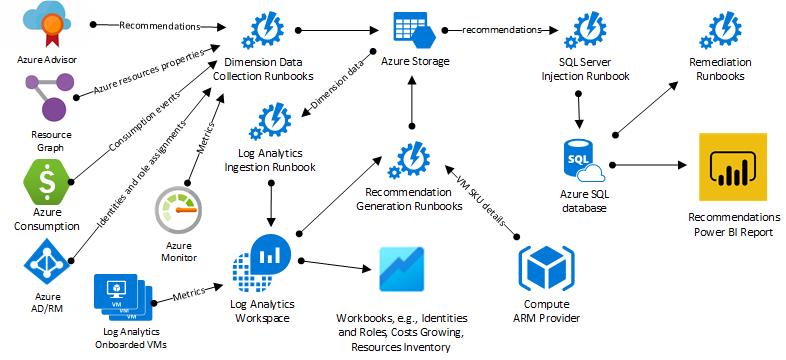 Azure Advisor
Recommendations
Dimension Data
Collection Runbooks
Azure Storage
recommendations
SQL Server
Injection Runbook
Remediation
Runbooks
Resource
Graph
Azure resources properties
Dimension data
Azure
Consumption
$
Consumption events
Log Analytics
Ingestion Runbook
Recommendation
Generation Runbooks
SQL
Azure SQL
database
Recommendations
Power BI Report
Azure
AD/RM
Identities and role assignments
Azure
Monitor
Metrics
VM SKU details
VM
VM
VM
Log Analytics
Onboarded VMs
Metrics
Log Analytics
Workspace
Workbooks, e.g., Identities
and Roles, Costs Growing,
Resources Inventory
Compute
ARM Provider